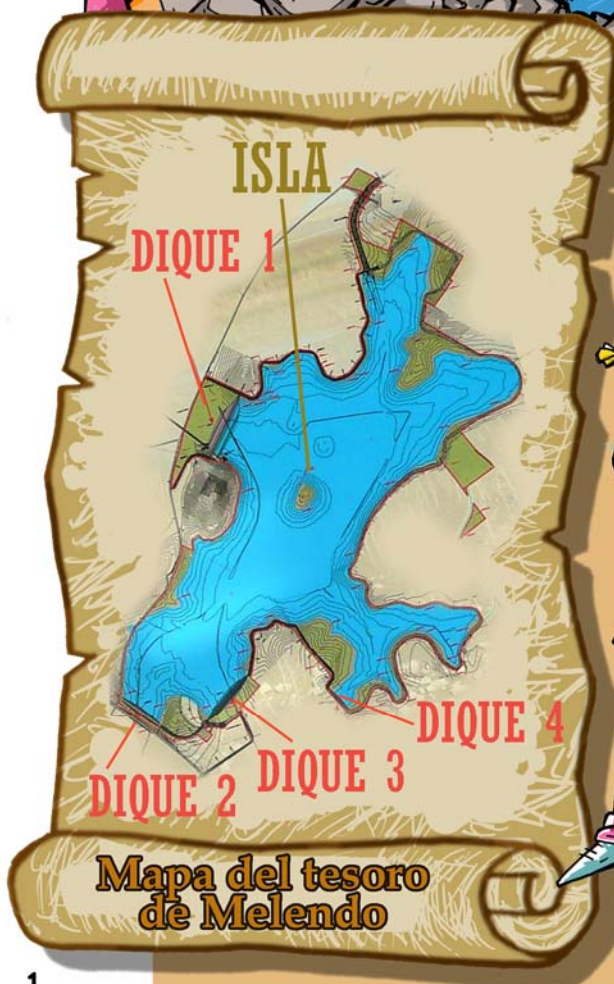 ISLA
DIQUE 1
DIQUE 4
DIQUE 3
DIQUE 2
Mapa del tesoro
de Melendo
1